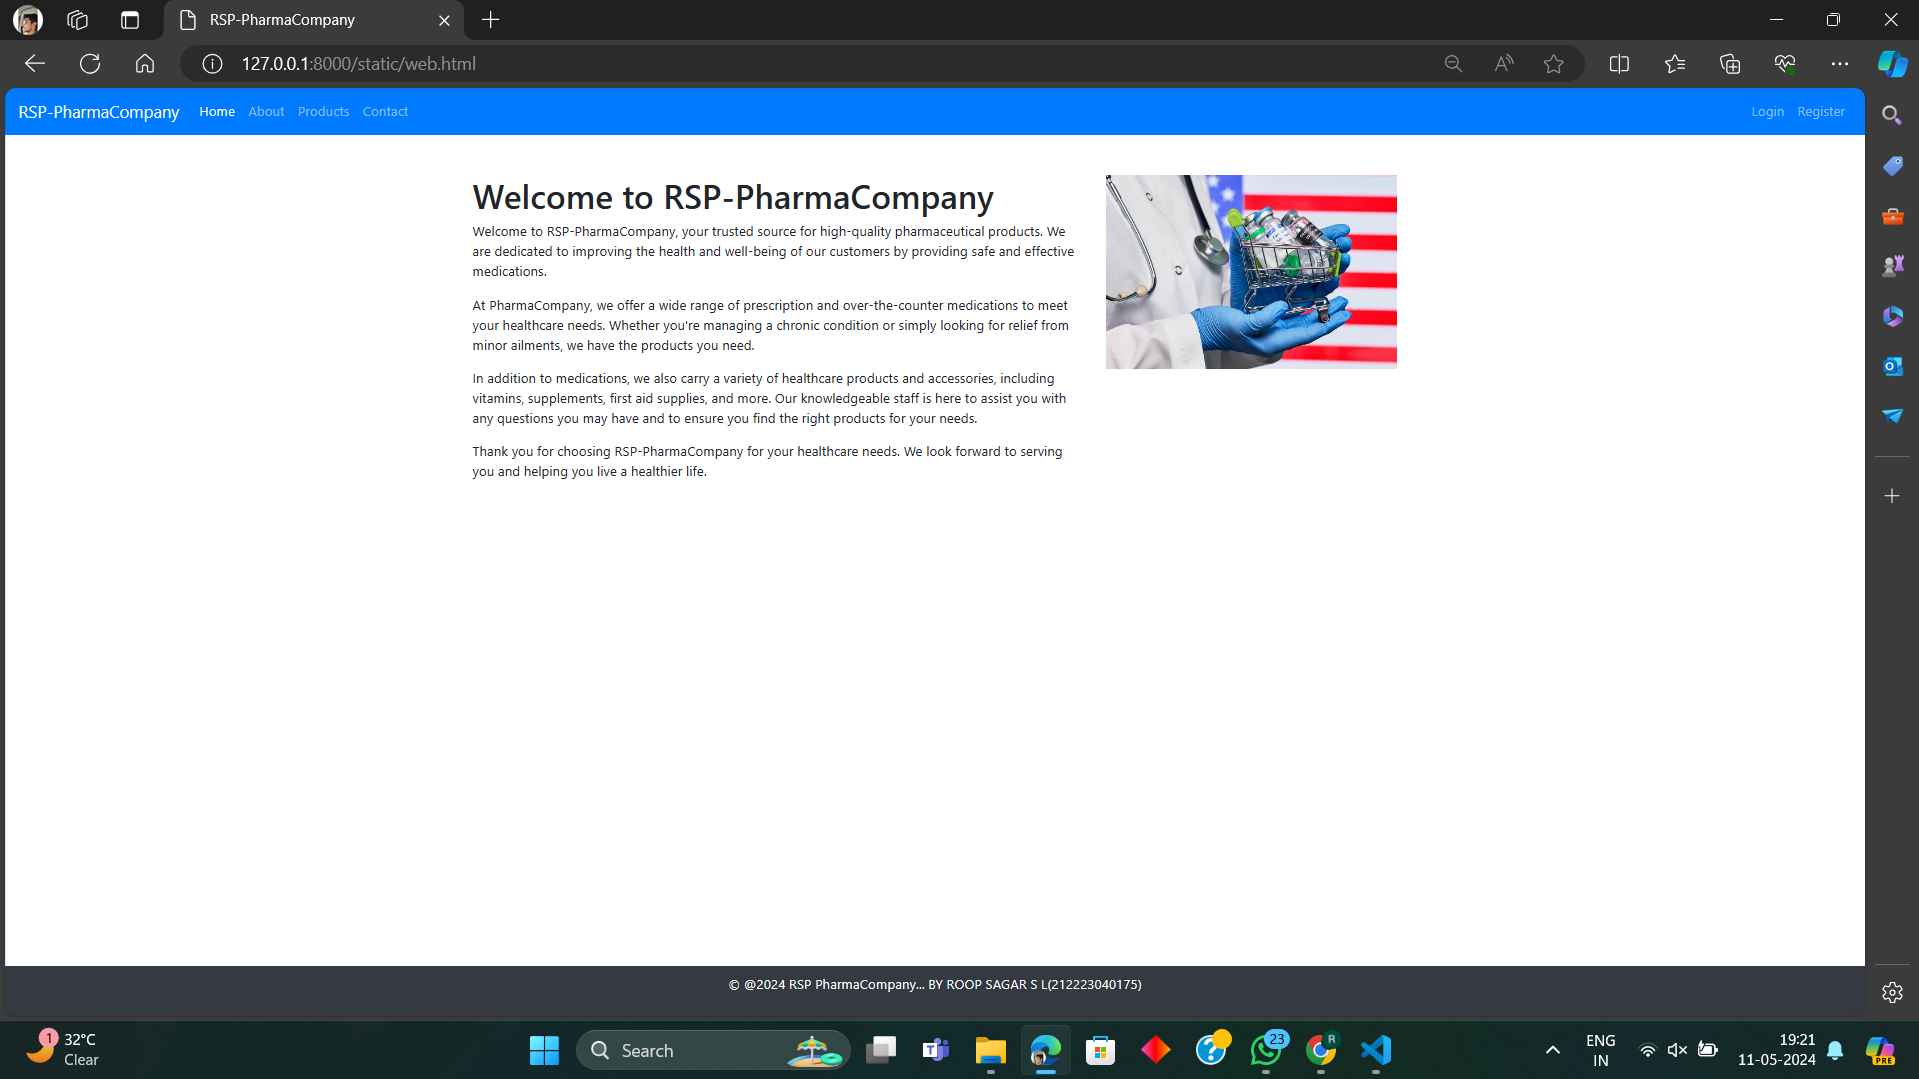 RSP-PharmaCompany
127.0.0.1:8000/static/web.html
RSP-PharmaCompany Home About Products Contact Login Register
Welcome to RSP-PharmaCompany
Welcome to RSP-PharmaCompany, your trusted source for high-quality pharmaceutical products. We
are dedicated to improving the health and well-being of our customers by providing safe and effective
medications.
At PharmaCompany, we offer a wide range of prescription and over-the-counter medications to meet
your healthcare needs. Whether you're managing a chronic condition or simply looking for relief from
minor ailments, we have the products you need.
In addition to medications, we also carry a variety of healthcare products and accessories, including
vitamins, supplements, first aid supplies, and more. Our knowledgeable staff is here to assist you with
any questions you may have and to ensure you find the right products for your needs.
Thank you for choosing RSP-PharmaCompany for your healthcare needs. We look forward to serving
you and helping you live a healthier life.
© @2024 RSP PharmaCompany... BY ROOP SAGAR S L(212223040175)
1
32°C
Clear
Search
23
R
ENG
IN
19:21
11-05-2024
PRE